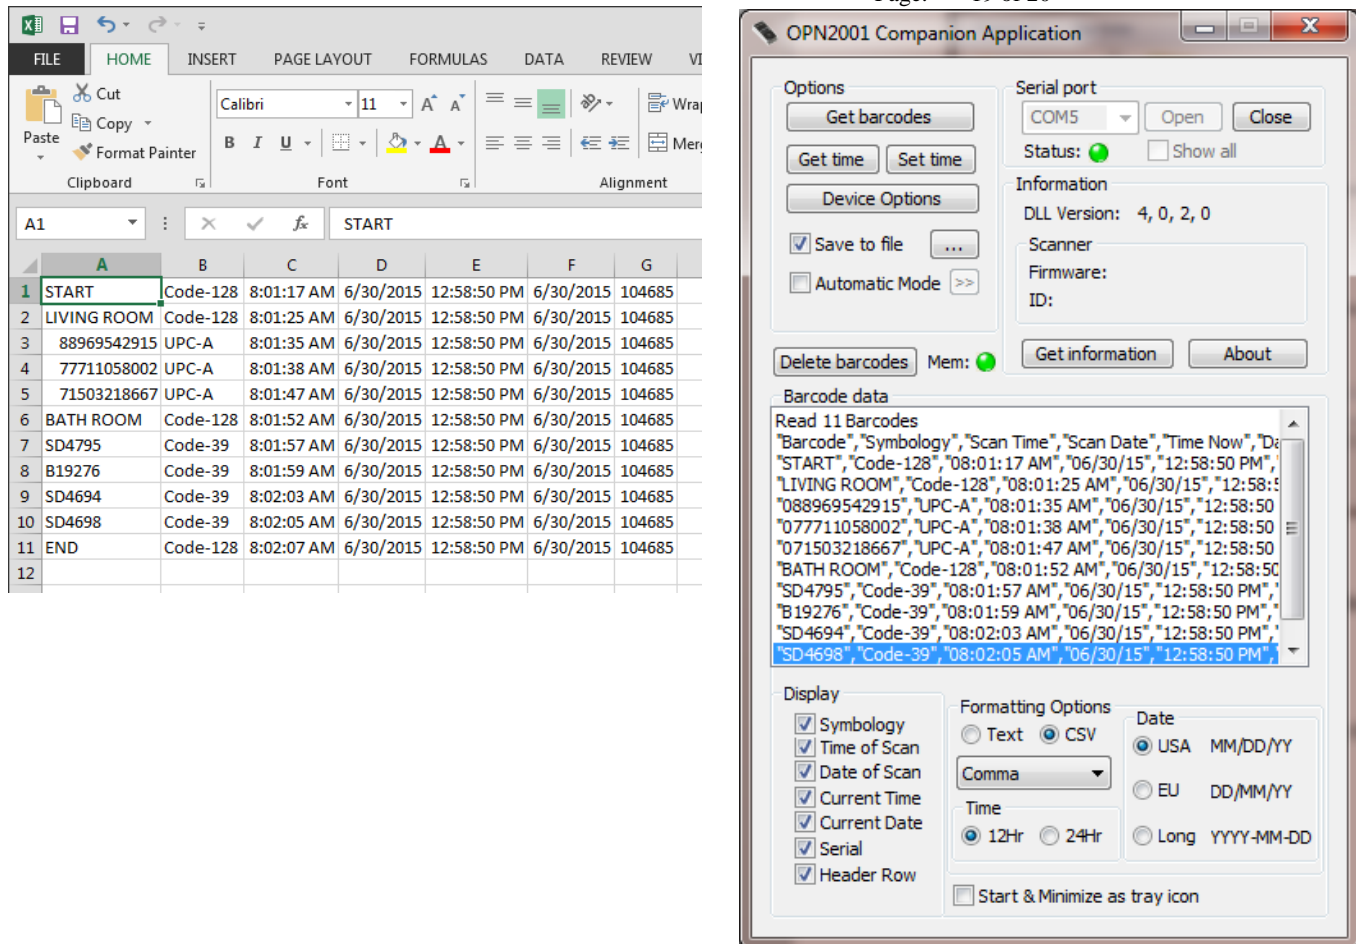 Page: 19 of 20
FILE HOME INSERT PAGE LAYOUT FORMULAS DATA REVIEW VI
Paste
Cut
Copy
Format Painter
Clipboard
Calibri 11 A A
B I U A
Font
Wrap
Merg
Alignment
A1 fx START
A B C D E F G
1 START Code-128 8:01:17 AM 6/30/2015 12:58:50 PM 6/30/2015 104685
2 LIVING ROOM Code-128 8:01:25 AM 6/30/2015 12:58:50 PM 6/30/2015 104685
3 88969542915 UPC-A 8:01:35 AM 6/30/2015 12:58:50 PM 6/30/2015 104685
4 77711058002 UPC-A 8:01:38 AM 6/30/2015 12:58:50 PM 6/30/2015 104685
5 71503218667 UPC-A 8:01:47 AM 6/30/2015 12:58:50 PM 6/30/2015 104685
6 BATH ROOM Code-128 8:01:52 AM 6/30/2015 12:58:50 PM 6/30/2015 104685
7 SD4795 Code-39 8:01:57 AM 6/30/2015 12:58:50 PM 6/30/2015 104685
8 B19276 Code-39 8:01:59 AM 6/30/2015 12:58:50 PM 6/30/2015 104685
9 SD4694 Code-39 8:02:03 AM 6/30/2015 12:58:50 PM 6/30/2015 104685
10 SD4698 Code-39 8:02:05 AM 6/30/2015 12:58:50 PM 6/30/2015 104685
11 END Code-128 8:02:07 AM 6/30/2015 12:58:50 PM 6/30/2015 104685
12
OPN2001 Companion Application
Options
Get barcodes
Get time Set time
Device Options
Save to file ...
Automatic Mode >>
Delete barcodes Mem:
Serial port
COM5 Open Close
Status: Show all
Information
DLL Version: 4, 0, 2, 0
Scanner
Firmware:
ID:
Get information About
Barcode data
Read 11 Barcodes
"Barcode","Symbology","Scan Time","Scan Date","Time Now","Da
"START","Code-128","08:01:17 AM","06/30/15","12:58:50 PM",
"LIVING ROOM","Code-128","08:01:25 AM","06/30/15","12:58:5
"088969542915","UPC-A","08:01:35 AM","06/30/15","12:58:50
"077711058002","UPC-A","08:01:38 AM","06/30/15","12:58:50
"071503218667","UPC-A","08:01:47 AM","06/30/15","12:58:50
"BATH ROOM","Code-128","08:01:52 AM","06/30/15","12:58:50
"SD4795","Code-39","08:01:57 AM","06/30/15","12:58:50 PM","
"B19276","Code-39","08:01:59 AM","06/30/15","12:58:50 PM","
"SD4694","Code-39","08:02:03 AM","06/30/15","12:58:50 PM","
"SD4698","Code-39","08:02:05 AM","06/30/15","12:58:50 PM","
Display
Symbology
Time of Scan
Date of Scan
Current Time
Current Date
Serial
Header Row
Formatting Options
Text CSV
Comma
Time
12Hr 24Hr
Date
USA MM/DD/YY
EU DD/MM/YY
Long YYYY-MM-DD
Start & Minimize as tray icon